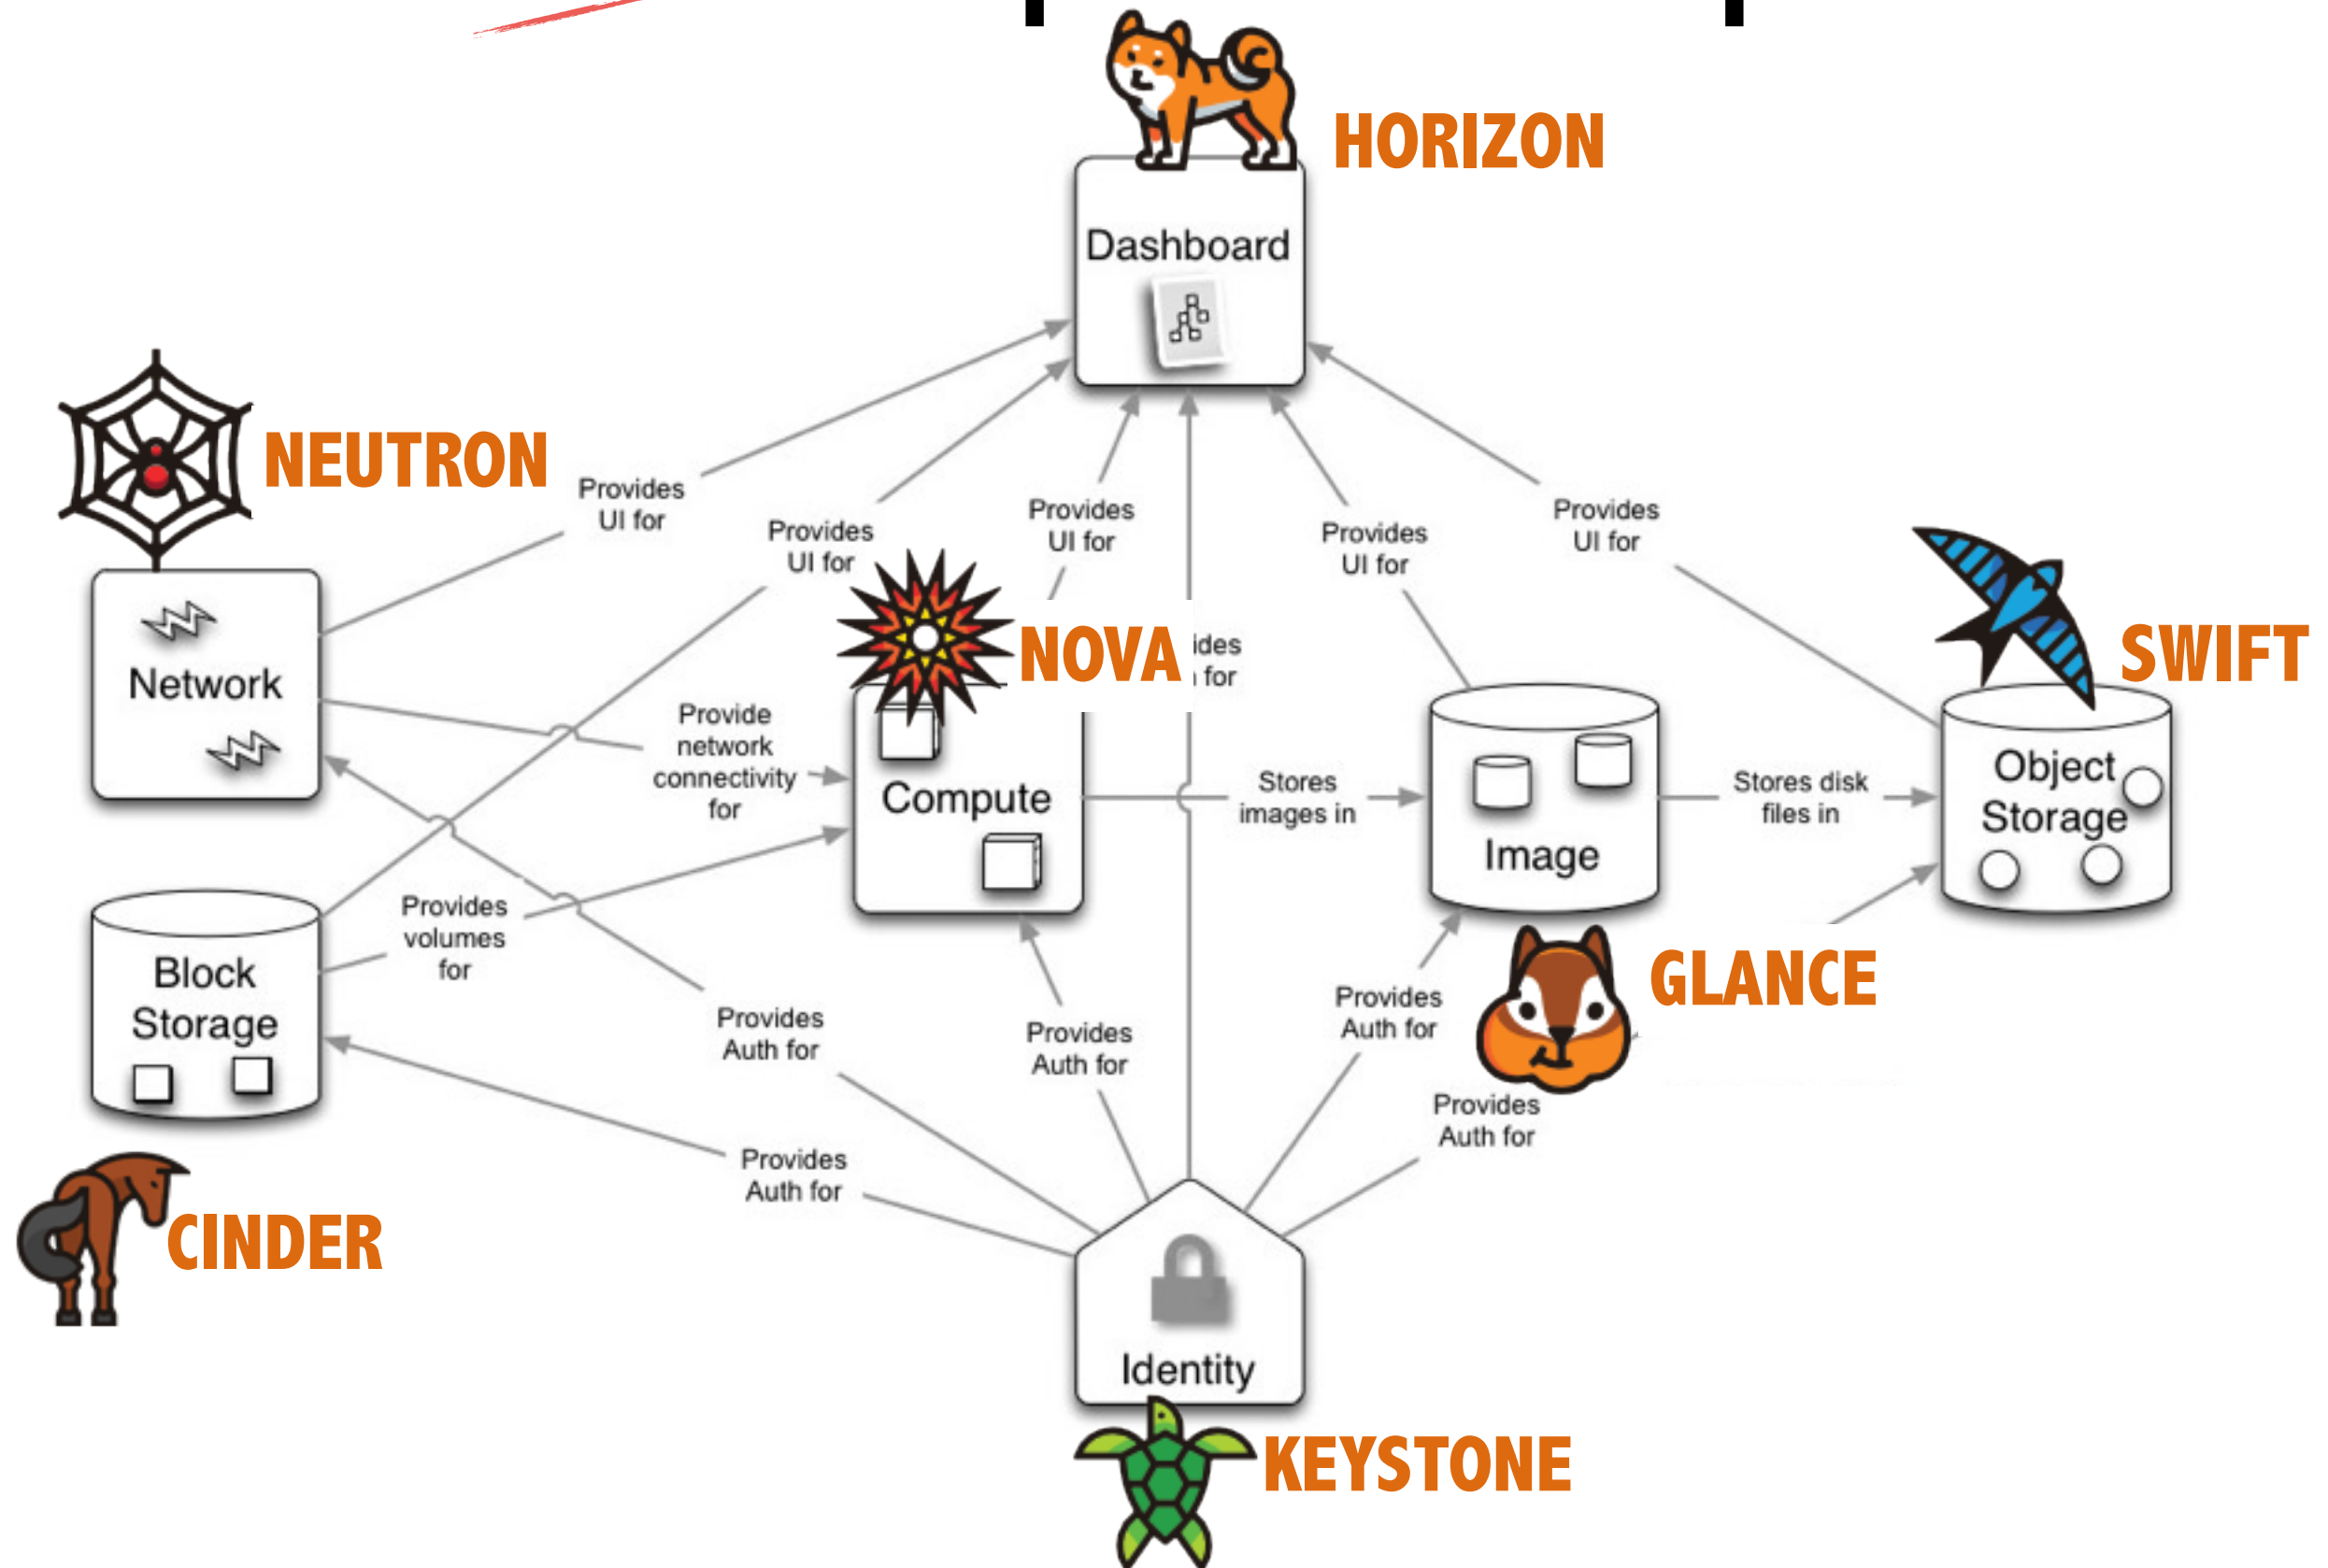 HORIZON
Dashboard
NEUTRON
Provides
UI for
Provides
UI for
Provides
UI for
Provides
UI for
Provides
UI for
NOVA
ides
for
SWIFT
Network
Provide
network
connectivity
for
Compute
Stores
images in
Image
Stores disk
files in
Object
Storage
Provides
volumes
for
Block
Storage
GLANCE
Provides
Auth for
Provides
Auth for
Provides
Auth for
Provides
Auth for
Provides
Auth for
CINDER
Identity
KEYSTONE